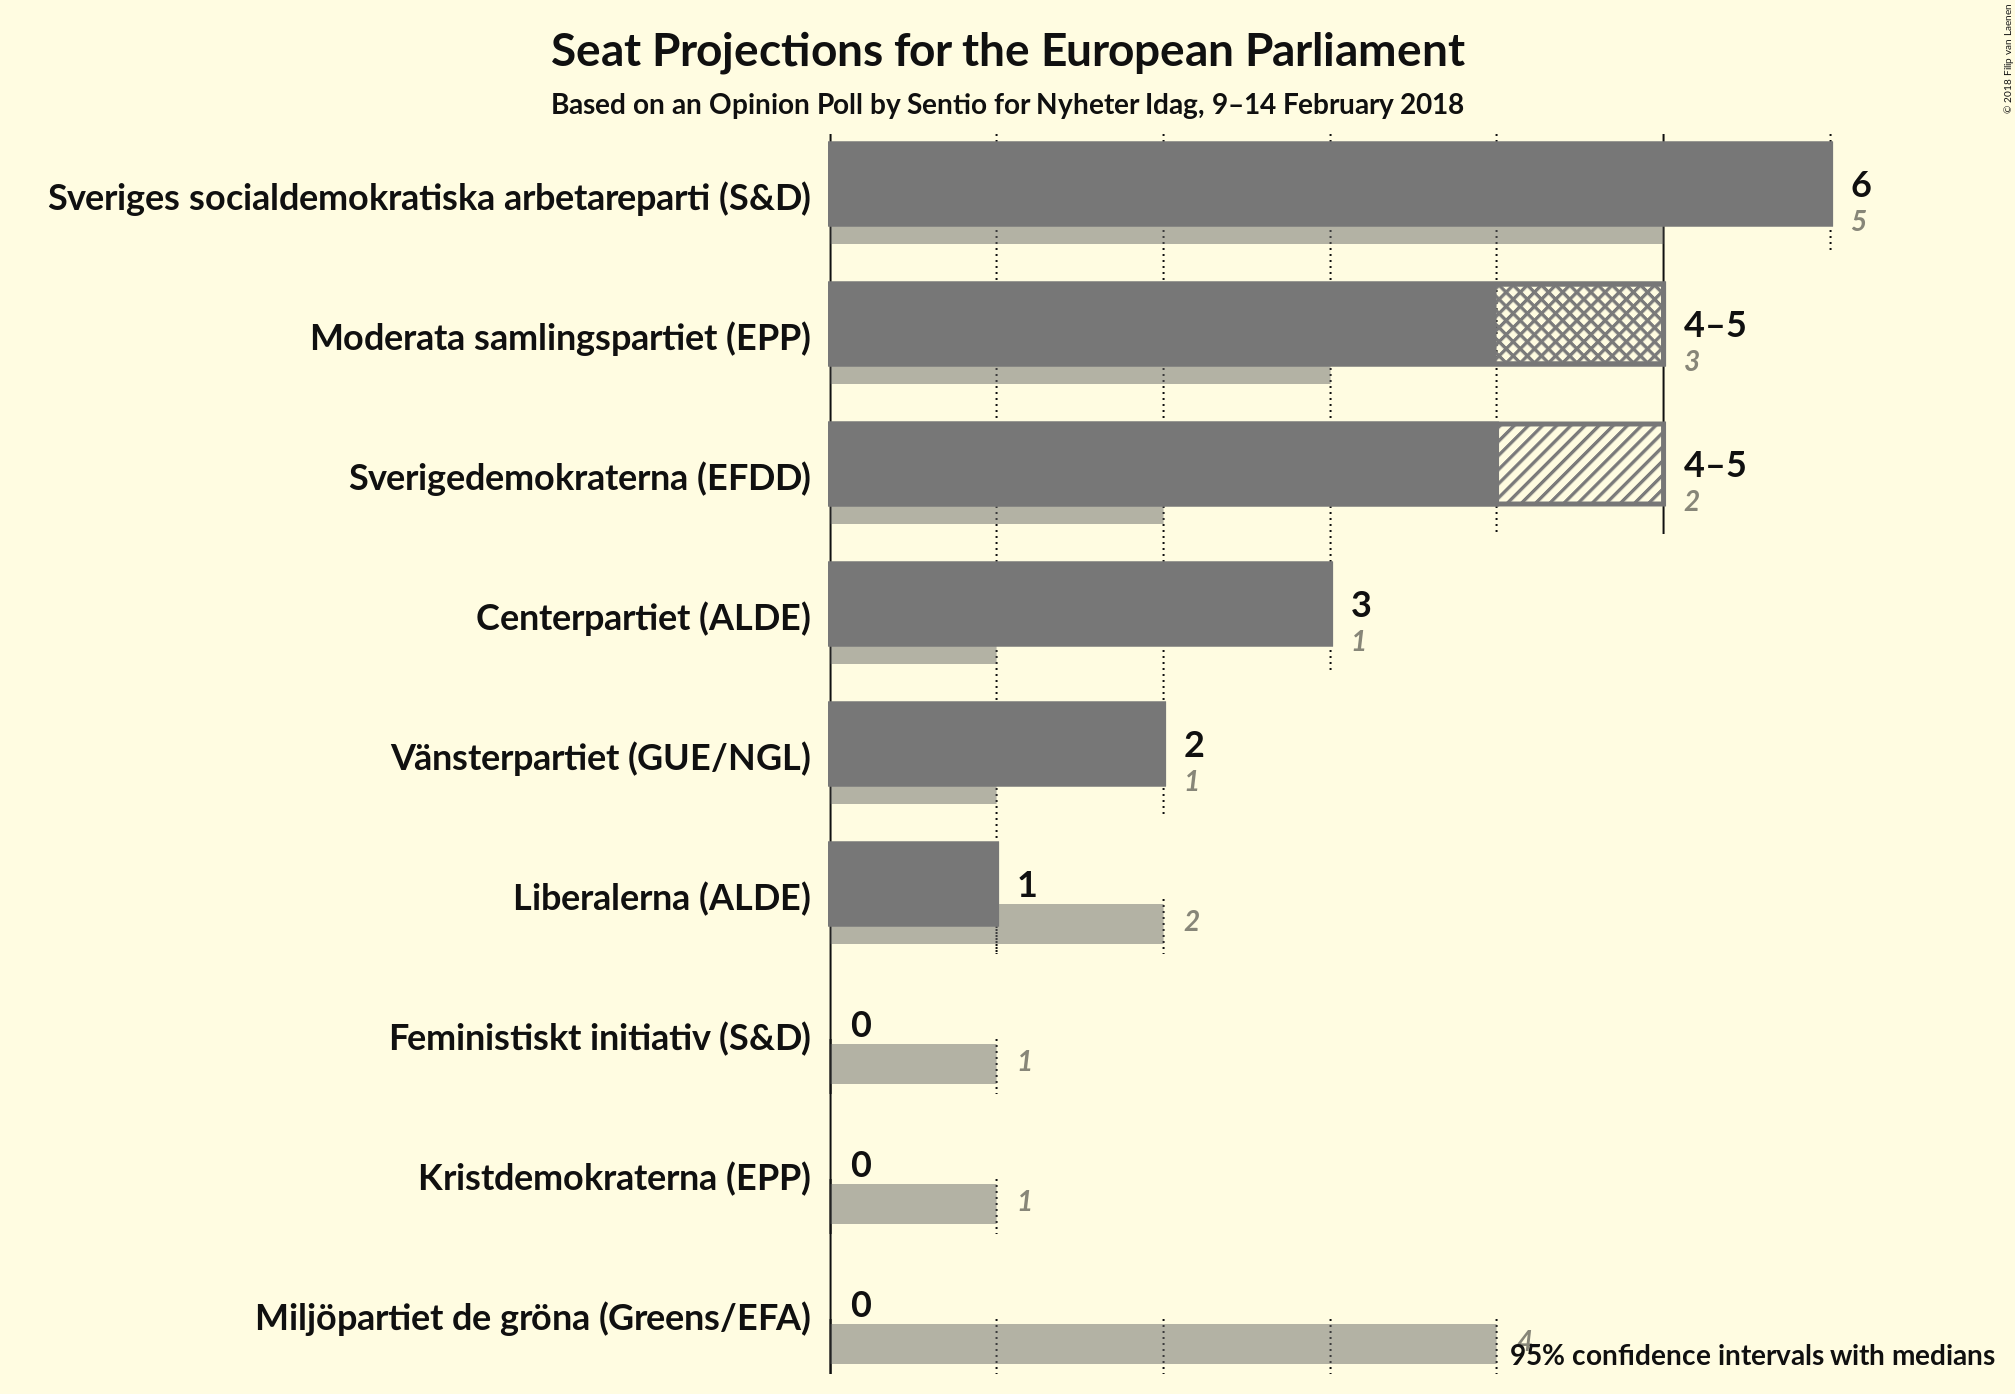 Seat Projections for the European Parliament
Based on an Opinion Poll by Sentio for Nyheter Idag, 9–14 February 2018
© 2018 Filip van Laenen
Sveriges socialdemokratiska arbetareparti (S&D)
6
5
Moderata samlingspartiet (EPP)
4–5
3
Sverigedemokraterna (EFDD)
4–5
2
Centerpartiet (ALDE)
3
1
Vänsterpartiet (GUE/NGL)
2
1
Liberalerna (ALDE)
1
2
Feministiskt initiativ (S&D)
0
1
Kristdemokraterna (EPP)
0
1
Miljöpartiet de gröna (Greens/EFA)
0
4
95% confidence intervals with medians